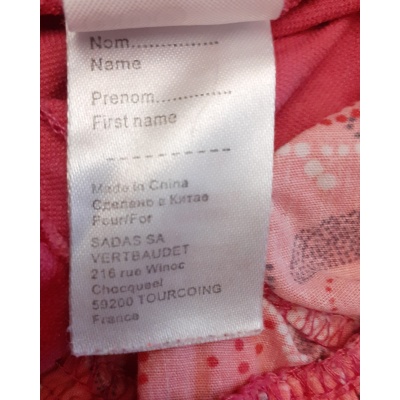 Nom...............
Name
Prenom..............
First name
--------------
Made in China
Сделано в Китае
Pour/For
SADAS SA
VERTBAUDET
216 rue Winoc
Chocqueel
59200 TOURCOING
France